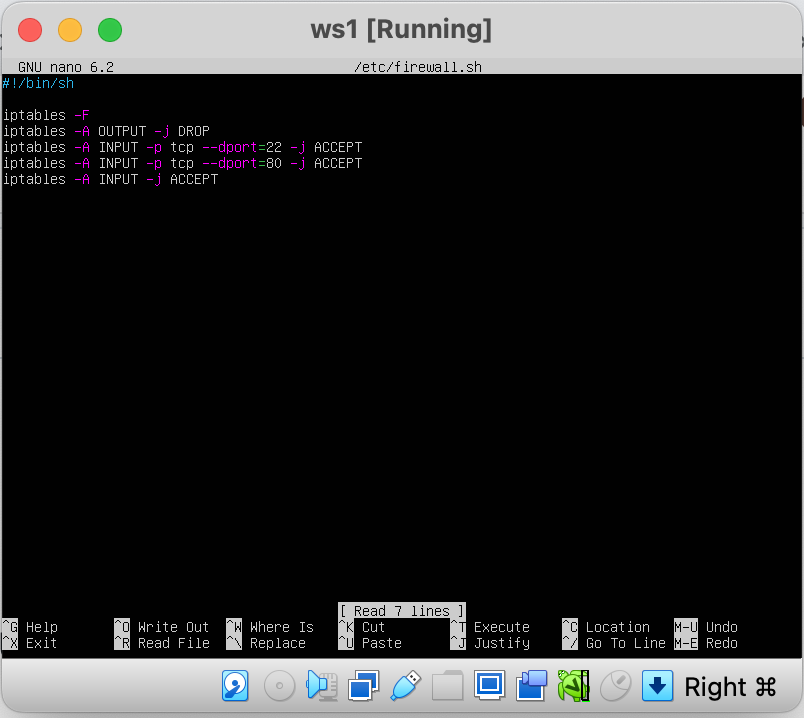 ws1 [Running]
GNU nano 6.2 /etc/firewall.sh
#!/bin/sh
iptables -F
iptables -A OUTPUT -j DROP
iptables -A INPUT -p tcp --dport=22 -j ACCEPT
iptables -A INPUT -p tcp --dport=80 -j ACCEPT
iptables -A INPUT -j ACCEPT
[ Read 7 lines ]
^G Help ^O Write Out ^W Where Is ^K Cut ^T Execute ^C Location M-U Undo
^X Exit ^R Read File ^\ Replace ^U Paste ^J Justify ^/ Go To Line M-E Redo
Right ⌘